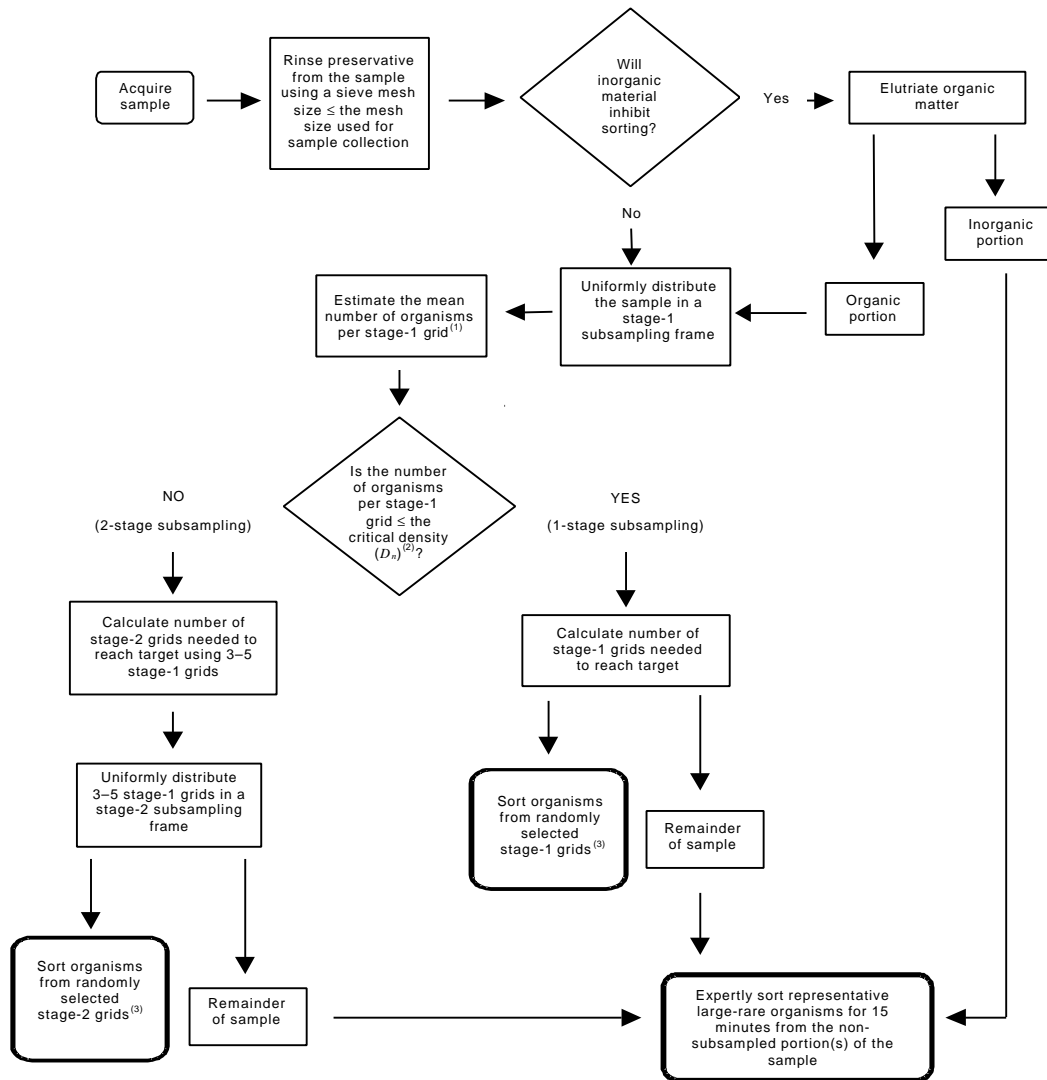 Acquire
sample
Rinse preservative
from the sample
using a sieve mesh
size ≤ the mesh
size used for
sample collection
Will
inorganic
material
inhibit
sorting?
Yes
Elutriate organic
matter
No
Inorganic
portion
Organic
portion
Uniformly distribute
the sample in a
stage-1
subsampling frame
Estimate the mean
number of organisms
per stage-1 grid(1)
Is the number
of organisms
per stage-1
grid ≤ the
critical density
(Dn)(2)?
NO
(2-stage subsampling)
YES
(1-stage subsampling)
Calculate number of
stage-2 grids needed to
reach target using 3–5
stage-1 grids
Calculate number of
stage-1 grids needed
to reach target
Uniformly distribute
3–5 stage-1 grids in a
stage-2 subsampling
frame
Sort organisms
from randomly
selected
stage-1 grids(3)
Remainder
of sample
Sort organisms
from randomly
selected
stage-2 grids(3)
Remainder
of sample
Expertly sort representative
large-rare organisms for 15
minutes from the non-
subsampled portion(s) of the
sample